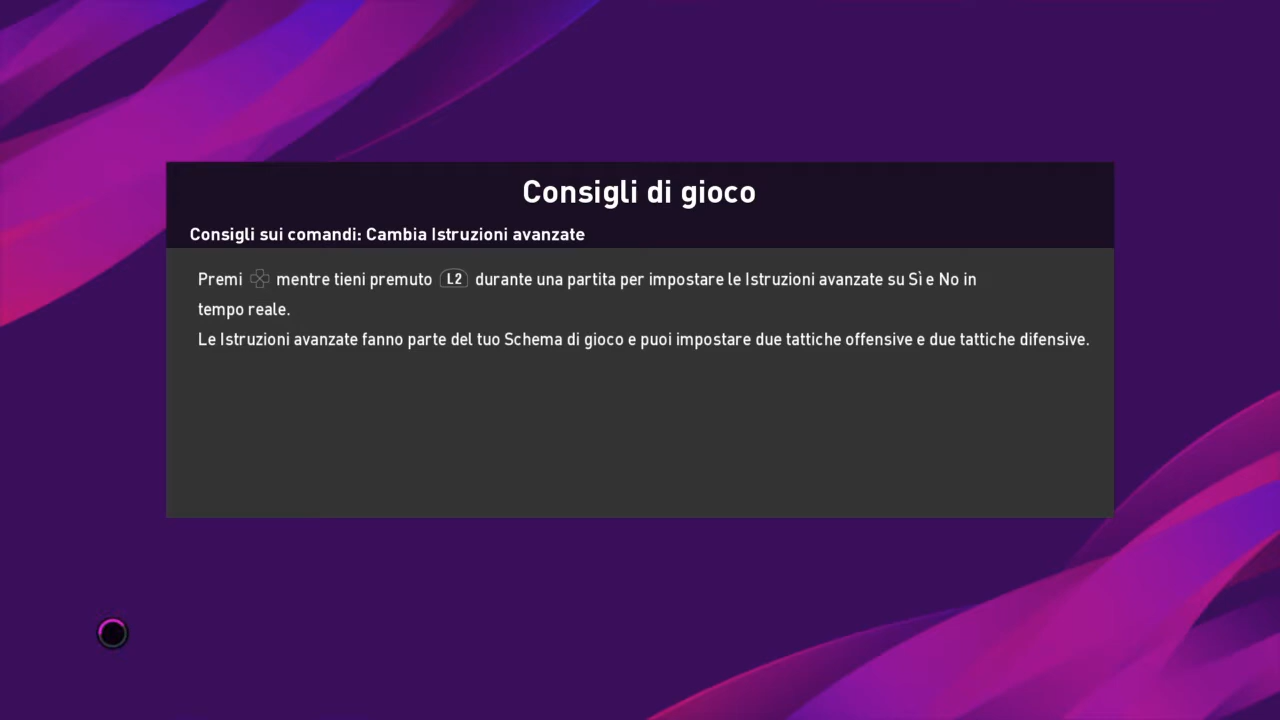 Consigli di gioco
Consigli sui comandi: Cambia Istruzioni avanzate
Premi mentre tieni premuto L2 durante una partita per impostare le Istruzioni avanzate su Sì e No in
tempo reale.
Le Istruzioni avanzate fanno parte del tuo Schema di gioco e puoi impostare due tattiche offensive e due tattiche difensive.